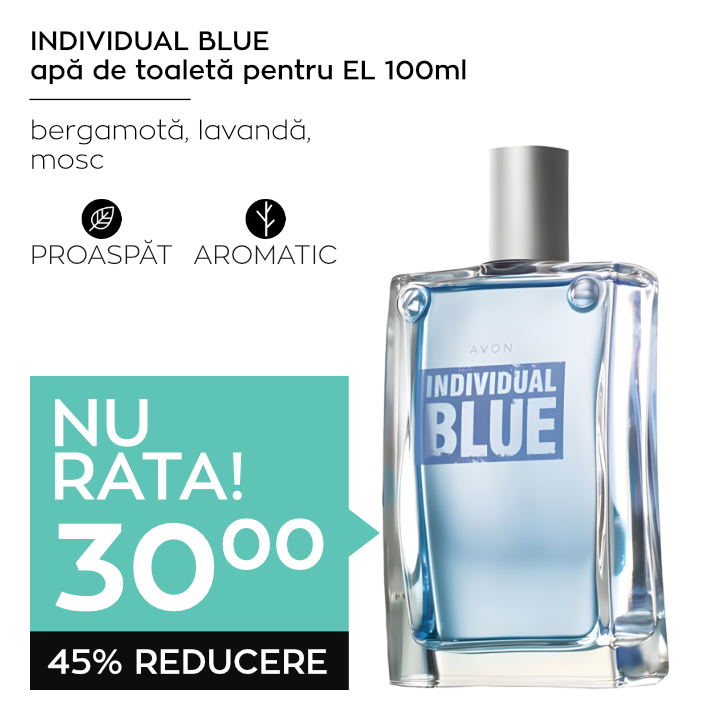 INDIVIDUAL BLUE
apă de toaletă pentru EL 100ml
bergamotă, lavandă,
mosc
PROASPĂT AROMATIC
AVON
INDIVIDUAL
BLUE
NU
RATA!
30⁰⁰
45% REDUCERE